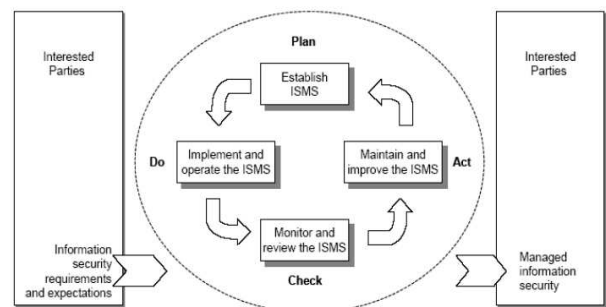 Interested
Parties
Information
security
requirements
and expectations
Plan
Establish
ISMS
Do
Implement and
operate the ISMS
Maintain and
improve the ISMS
Act
Monitor and
review the ISMS
Check
Interested
Parties
Managed
information
security